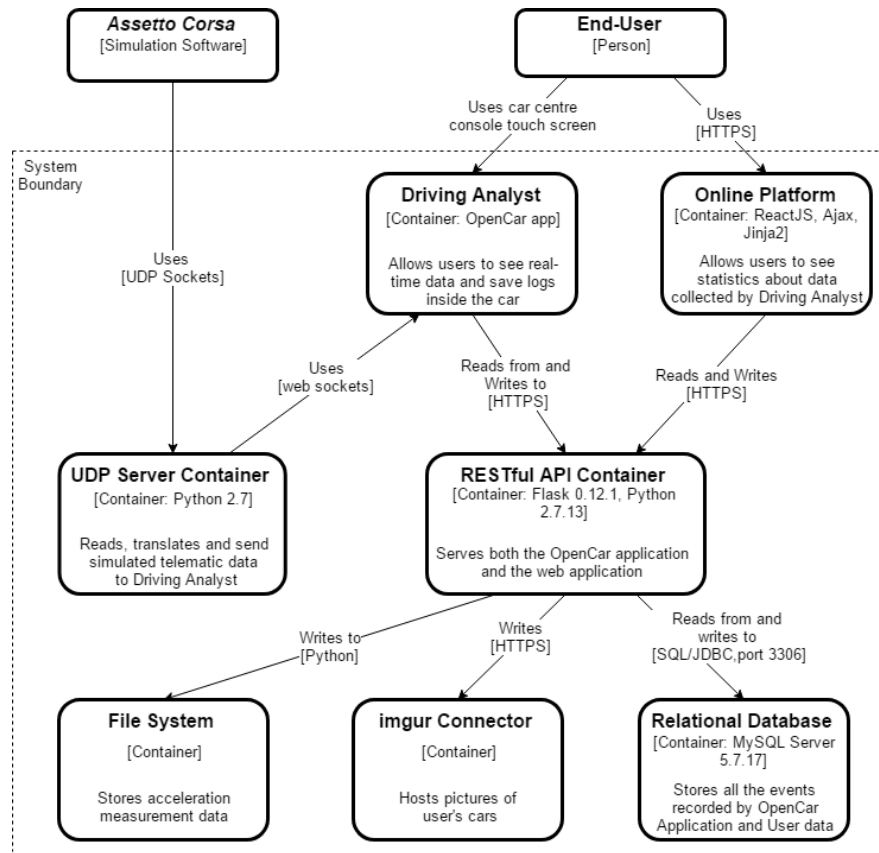 Assetto Corsa
[Simulation Software]
End-User
[Person]
Uses car centre
console touch screen
Uses
[HTTPS]
System
Boundary
Driving Analyst
[Container: OpenCar app]
Allows users to see real-
time data and save logs
inside the car
Online Platform
[Container: ReactJS, Ajax,
Jinja2]
Allows users to see
statistics about data
collected by Driving Analyst
Uses
[UDP Sockets]
Uses
[web sockets]
Reads from and
Writes to
[HTTPS]
Reads and Writes
[HTTPS]
UDP Server Container
[Container: Python 2.7]
Reads, translates and send
simulated telematic data
to Driving Analyst
RESTful API Container
[Container: Flask 0.12.1, Python
2.7.13]
Serves both the OpenCar application
and the web application
Writes to
[Python]
Writes
[HTTPS]
Reads from and
writes to
[SQL/JDBC,port 3306]
File System
[Container]
Stores acceleration
measurement data
imgur Connector
[Container]
Hosts pictures of
user's cars
Relational Database
[Container: MySQL Server
5.7.17]
Stores all the events
recorded by OpenCar
Application and User data